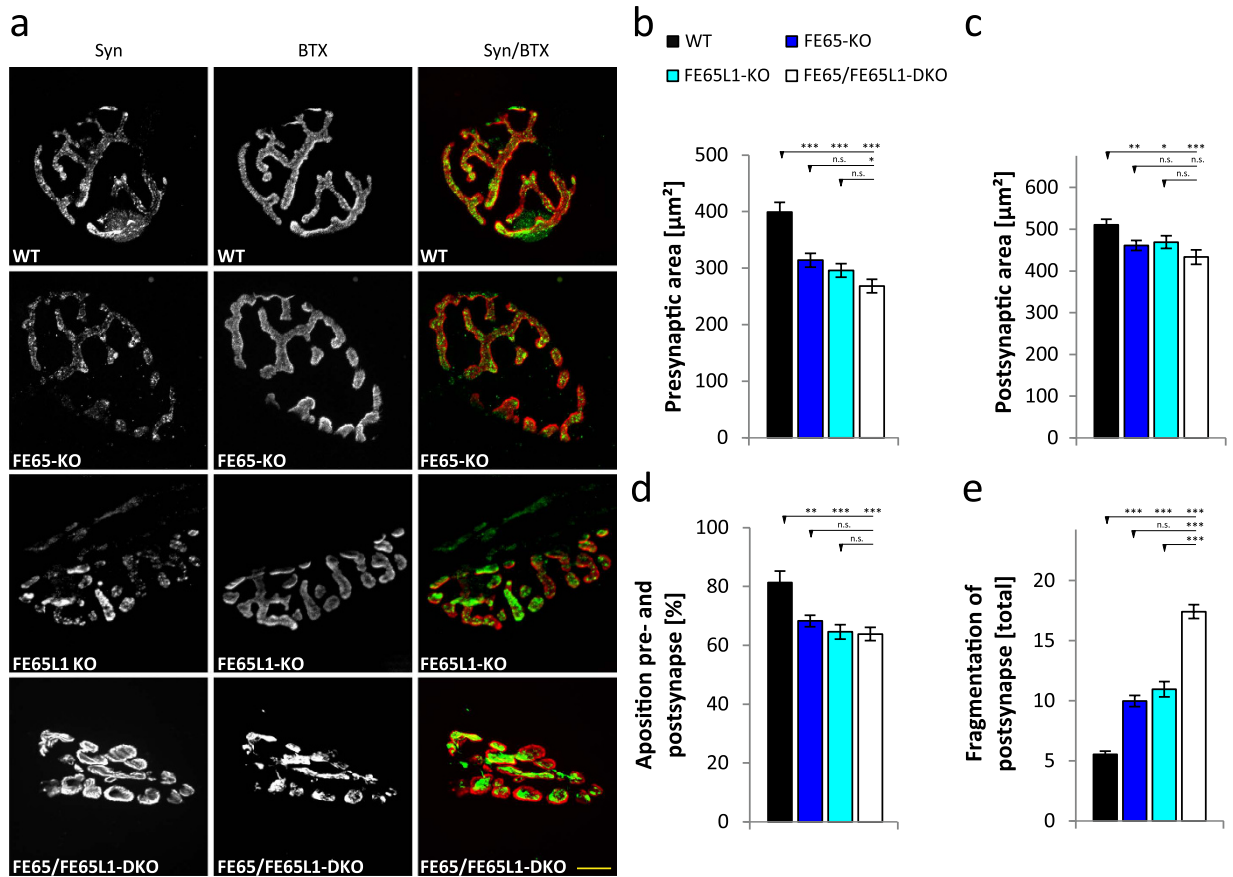 a
Syn BTX Syn/BTX
WT WT WT
FE65-KO FE65-KO FE65-KO
FE65L1 KO FE65L1-KO FE65L1-KO
FE65/FE65L1-DKO FE65/FE65L1-DKO FE65/FE65L1-DKO
b
WT FE65-KO
FE65L1-KO FE65/FE65L1-DKO
*** *** ***
n.s. *
n.s.
Presynaptic area [µm²]
500
400
300
200
100
0
c
** * ***
n.s. n.s.
n.s.
Postsynaptic area [µm²]
600
500
400
300
200
100
0
d
** *** ***
n.s.
n.s.
Aposition pre- and
postsynapse [%]
100
80
60
40
20
0
e
*** *** ***
n.s. ***
***
Fragmentation of
postsynapse [total]
20
15
10
5
0